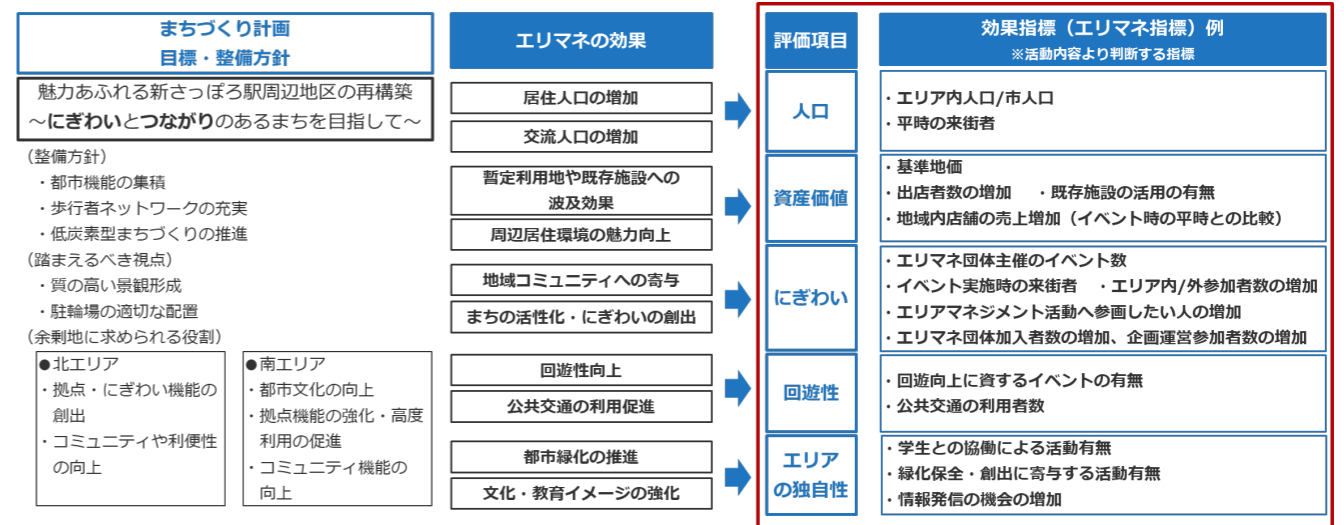 まちづくり計画
目標・整備方針
魅力あふれる新さっぽろ駅周辺地区の再構築
～にぎわいとつながりのあるまちを目指して～
（整備方針）
・都市機能の集積
・歩行者ネットワークの充実
・低炭素型まちづくりの推進
（踏まえるべき視点）
・質の高い景観形成
・駐輪場の適切な配置
（余剰地に求められる役割）
●北エリア
・拠点・にぎわい機能の
創出
・コミュニティや利便性
の向上
●南エリア
・都市文化の向上
・拠点機能の強化・高度
利用の促進
・コミュニティ機能の
向上
エリマネの効果
居住人口の増加
交流人口の増加
暫定利用地や既存施設への
波及効果
周辺居住環境の魅力向上
地域コミュニティへの寄与
まちの活性化・にぎわいの創出
回遊性向上
公共交通の利用促進
都市緑化の推進
文化・教育イメージの強化
評価項目
効果指標（エリマネ指標）例
※活動内容より判断する指標
人口
・エリア内人口/市人口
・平時の来街者
資産価値
・基準地価
・出店者数の増加　・既存施設の活用の有無
・地域内店舗の売上増加（イベント時の平時との比較）
にぎわい
・エリマネ団体主催のイベント数
・イベント実施時の来街者　・エリア内/外参加者数の増加
・エリアマネジメント活動へ参画したい人の増加
・エリマネ団体加入者数の増加、企画運営参加者数の増加
回遊性
・回遊向上に資するイベントの有無
・公共交通の利用者数
エリア
の独自性
・学生との協働による活動有無
・緑化保全・創出に寄与する活動有無
・情報発信の機会の増加